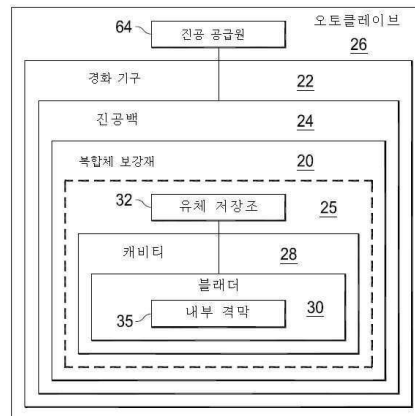 오토클레이브
26
64
진공 공급원
경화 기구
22
진공백
24
복합체 보강재
20
32
유체 저장조
25
캐비티
28
블래더
30
35
내부 격막